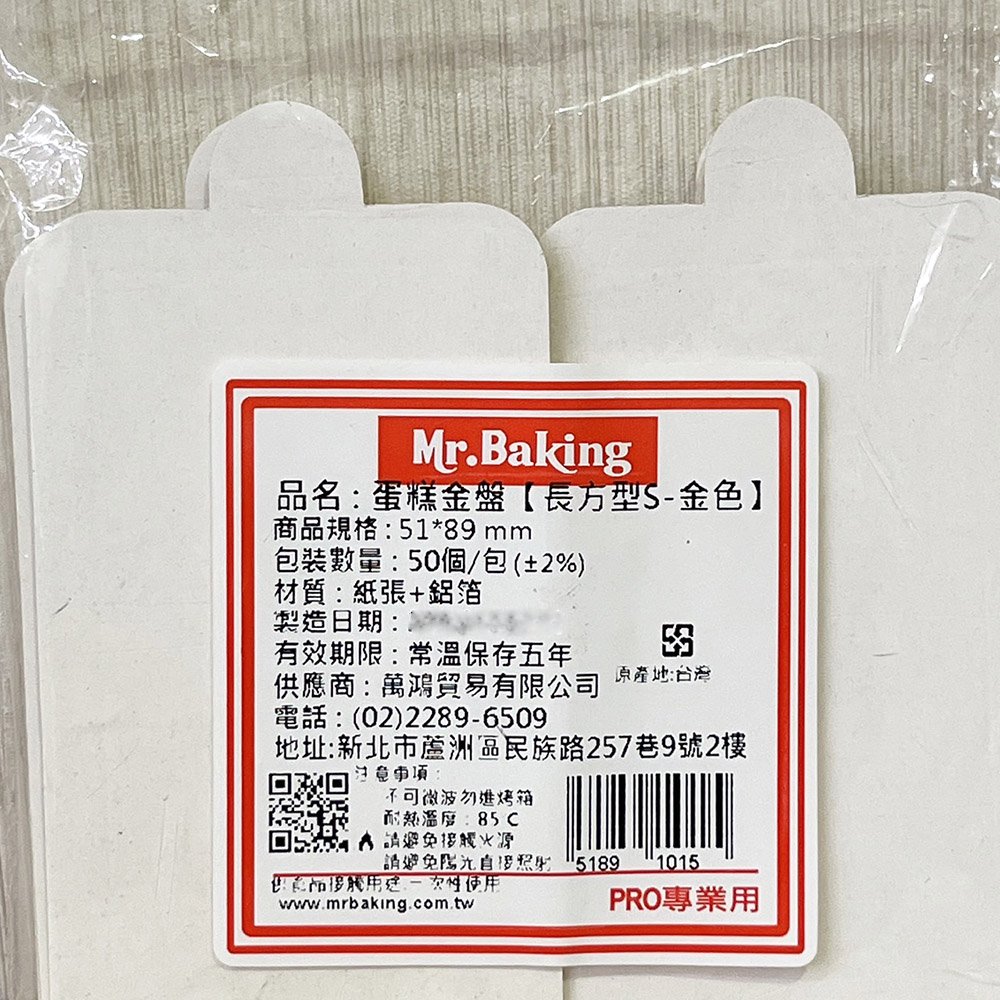 Mr.Baking
品名:蛋糕金盤【長方型S-金色】
商品規格:51*89 mm
包裝數量:50個/包(±2%)
材質:紙張+鋁箔
製造日期:
有效期限:常溫保存五年
原產地:台灣
供應商:萬鴻貿易有限公司
電話:(02)2289-6509
地址:新北市蘆洲區民族路257巷9號2樓
注意事項:
不可微波勿進烤箱
耐熱溫度:85 C
請避免接觸火源
請避免陽光直接照射
供食品接觸用途一次性使用
www.mrbaking.com.tw
5189 1015
PRO專業用